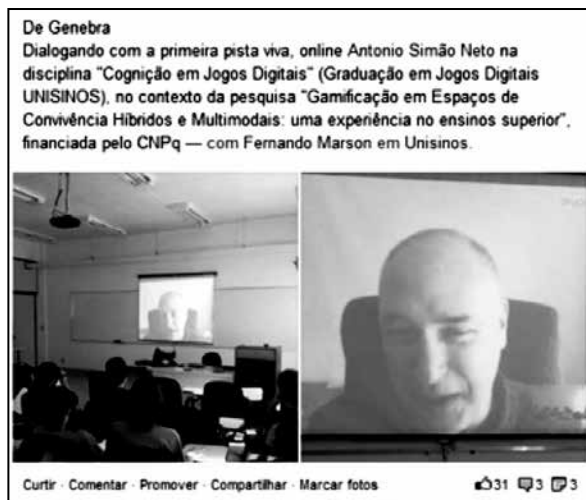 De Genebra
Dialogando com a primeira pista viva, online Antonio Simão Neto na
disciplina "Cognição em Jogos Digitais" (Graduação em Jogos Digitais
UNISINOS), no contexto da pesquisa "Gamificação em Espaços de
Convivência Híbridos e Multimodais: uma experiência no ensinos superior",
financiada pelo CNPq — com Fernando Marson em Unisinos.
Curtir · Comentar · Promover · Compartilhar · Marcar fotos 31 3 3